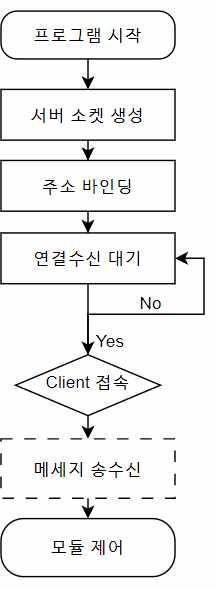 프로그램 시작
서버 소켓 생성
주소 바인딩
연결수신 대기
No
Yes
Client 접속
메세지 송수신
모듈 제어